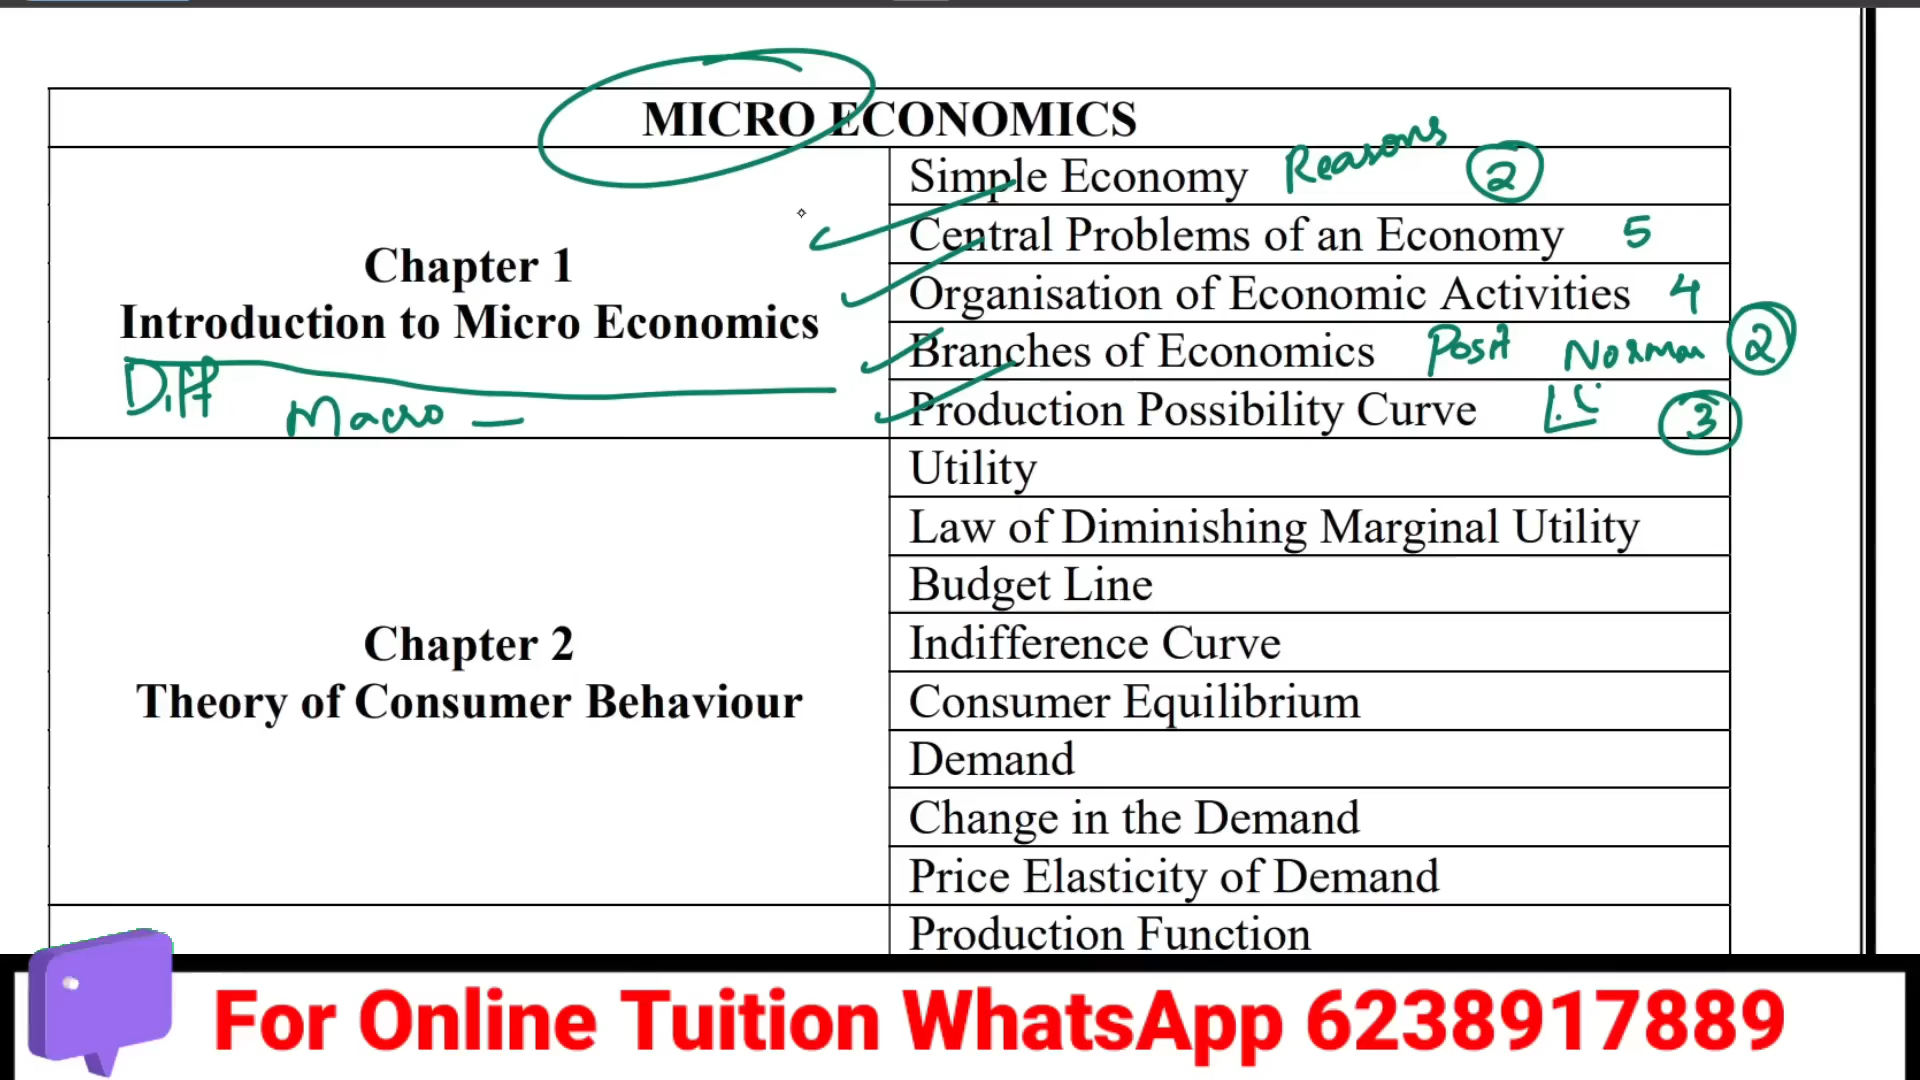 MICRO ECONOMICS
Chapter 1
Introduction to Micro Economics
Diff Macro —
Simple Economy Reasons 2
Central Problems of an Economy 5
Organisation of Economic Activities 4
Branches of Economics Posit Norman 2
Production Possibility Curve 3
Chapter 2
Theory of Consumer Behaviour
Utility
Law of Diminishing Marginal Utility
Budget Line
Indifference Curve
Consumer Equilibrium
Demand
Change in the Demand
Price Elasticity of Demand
Production Function
For Online Tuition WhatsApp 6238917889